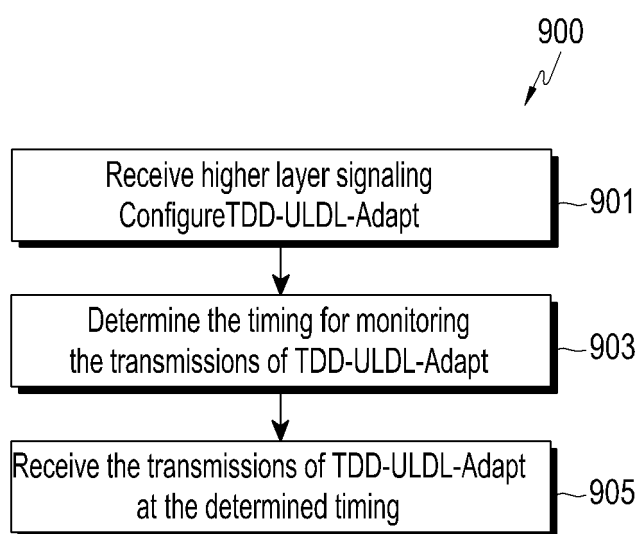 900
Receive higher layer signaling
ConfigureTDD-ULDL-Adapt
901
Determine the timing for monitoring
the transmissions of TDD-ULDL-Adapt
903
Receive the transmissions of TDD-ULDL-Adapt
at the determined timing
905